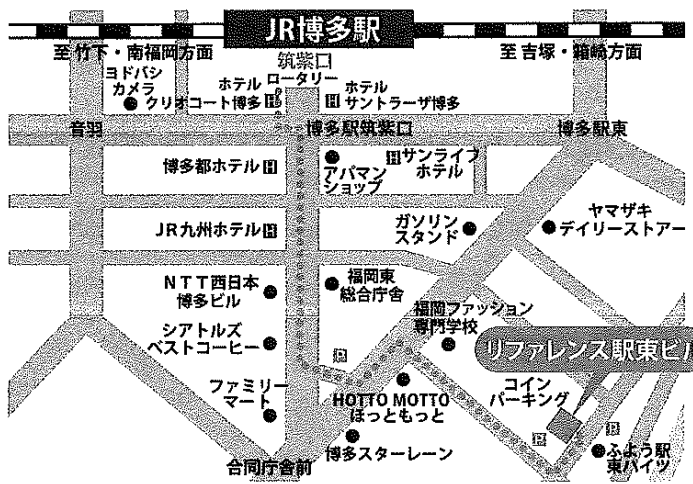 JR博多駅
至 竹下・南福岡方面
筑紫口
ロータリー
至 吉塚・箱崎方面
ヨドバシ
カメラ
クリオコート博多
ホテル
H
H
ホテル
サントラーザ博多
音羽
博多駅筑紫口
博多駅東
博多都ホテル H
アパマン
ショップ
H サンライフ
ホテル
JR九州ホテル H
ガソリン
スタンド
ヤマザキ
デイリーストアー
NTT西日本
博多ビル
福岡東
総合庁舎
福岡ファッション
専門学校
シアトルズ
ベストコーヒー
P
リファレンス駅東ビル
ファミリー
マート
HOTTO MOTTO
ほっともっと
コイン
パーキング
P
P
合同庁舎前
博多スターレーン
ふよう駅
東ハイツ